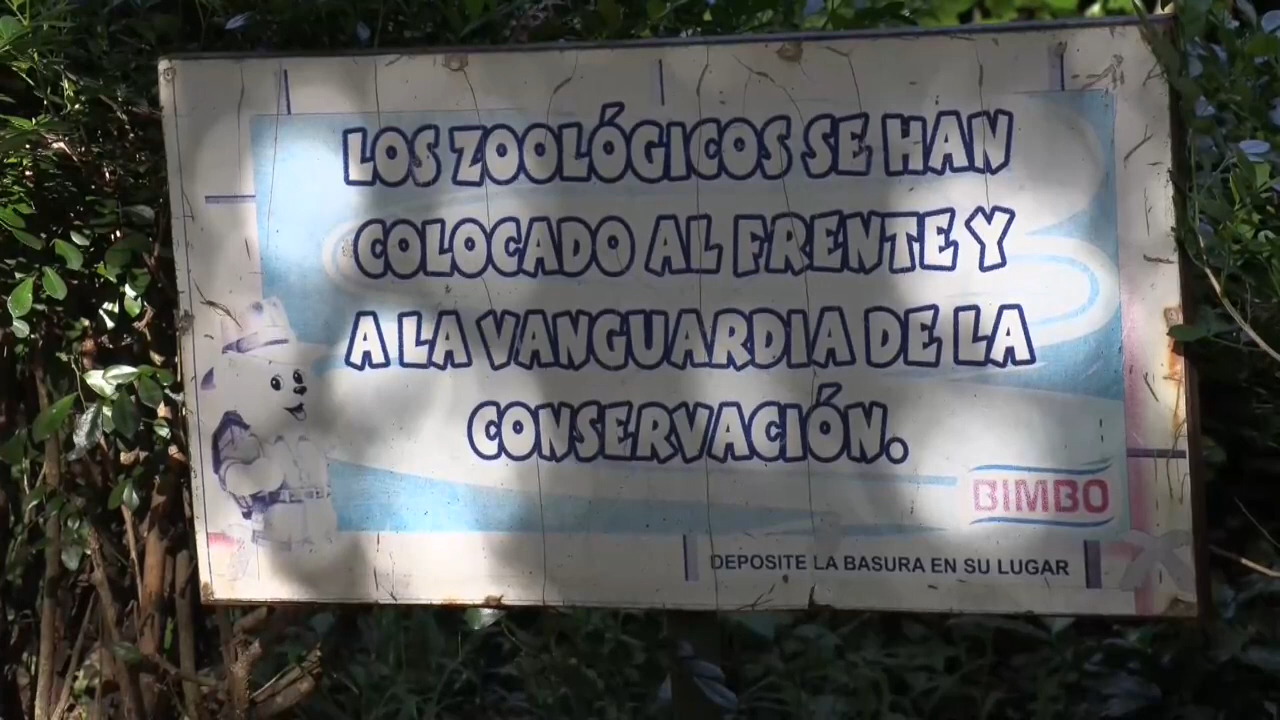 LOS ZOOLÓGICOS SE HAN
COLOCADO AL FRENTE Y
A LA VANGUARDIA DE LA
CONSERVACIÓN.
BIMBO
DEPOSITE LA BASURA EN SU LUGAR